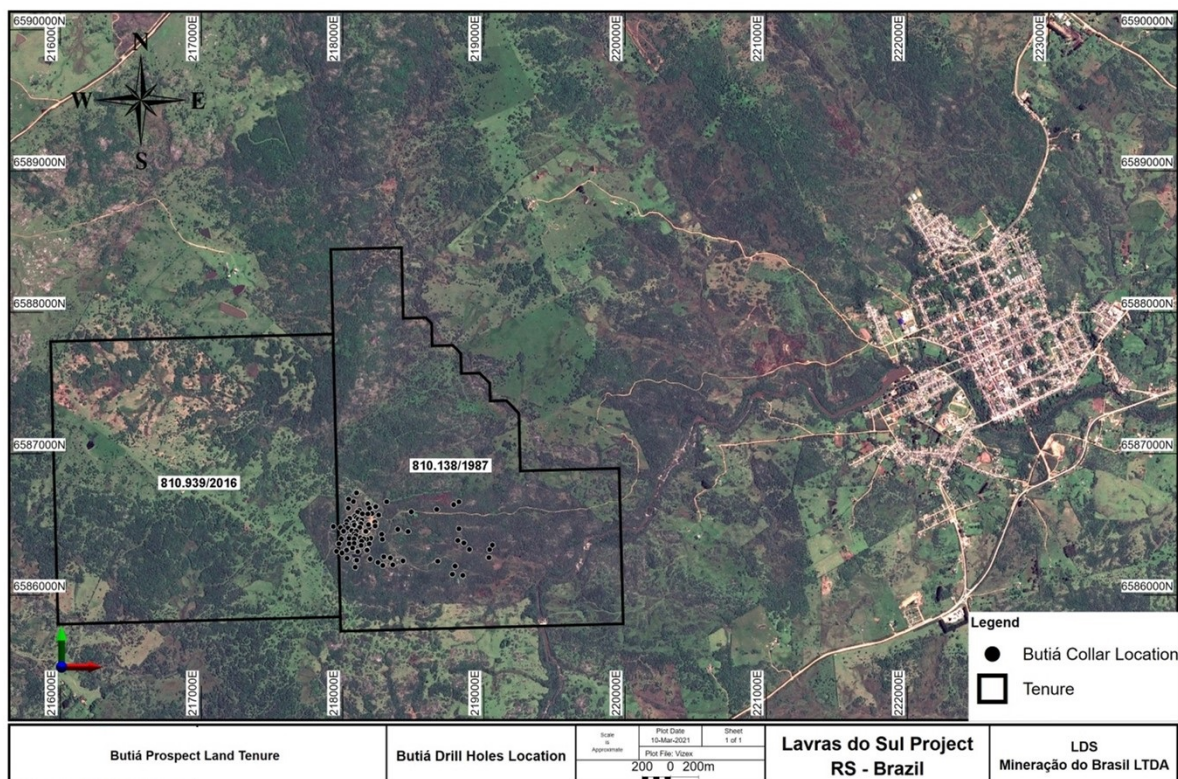 6590000N
6590000N
216000E
217000E
218000E
219000E
220000E
221000E
222000E
223000E
N
W
E
S
6589000N
6589000N
6588000N
6588000N
6587000N
6587000N
810.939/2016
810.138/1987
6586000N
6586000N
216000E
217000E
218000E
219000E
220000E
221000E
222000E
Legend
Butiá Collar Location
Tenure
Butiá Prospect Land Tenure
Butiá Drill Holes Location
Scale
is
Approximate
Plot Date
10-Mar-2021
Sheet
1 of 1
Plot File: Vizex
200 0 200m
Lavras do Sul Project
RS - Brazil
LDS
Mineração do Brasil LTDA